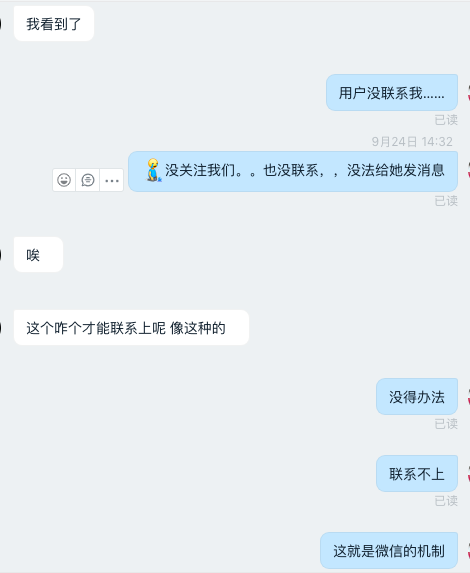 我看到了
用户没联系我......
已读
9月24日 14:32
没关注我们。。也没联系，，没法给她发消息
已读
唉
这个咋个才能联系上呢 像这种的
没得办法
已读
联系不上
已读
这就是微信的机制